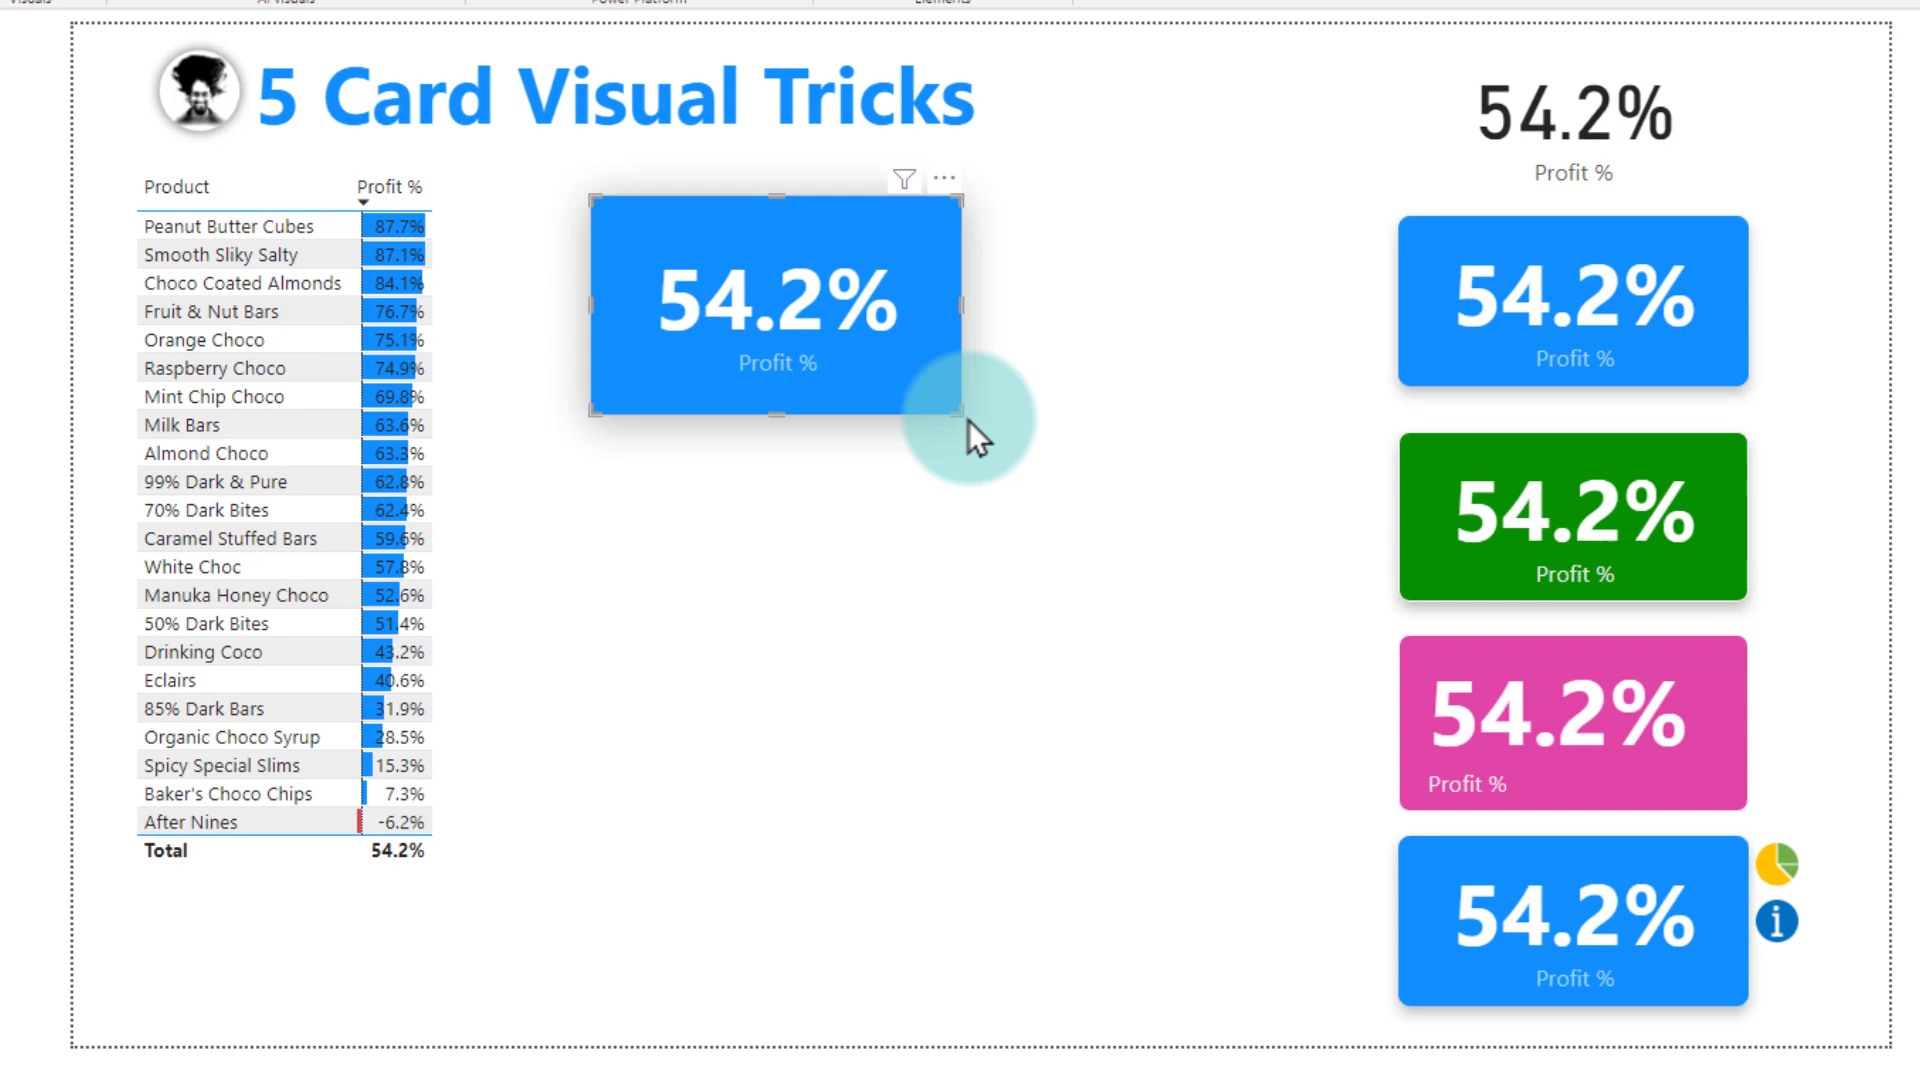 Visuals AI visuals Power Platform Elements
5 Card Visual Tricks
Product Profit %
Peanut Butter Cubes 87.7%
Smooth Sliky Salty 87.1%
Choco Coated Almonds 84.1%
Fruit & Nut Bars 76.7%
Orange Choco 75.1%
Raspberry Choco 74.9%
Mint Chip Choco 69.8%
Milk Bars 63.6%
Almond Choco 63.3%
99% Dark & Pure 62.8%
70% Dark Bites 62.4%
Caramel Stuffed Bars 59.6%
White Choc 57.8%
Manuka Honey Choco 52.6%
50% Dark Bites 51.4%
Drinking Coco 43.2%
Eclairs 40.6%
85% Dark Bars 31.9%
Organic Choco Syrup 28.5%
Spicy Special Slims 15.3%
Baker's Choco Chips 7.3%
After Nines -6.2%
Total 54.2%
54.2%
Profit %
54.2%
Profit %
54.2%
Profit %
54.2%
Profit %
54.2%
Profit %
54.2%
Profit %
i